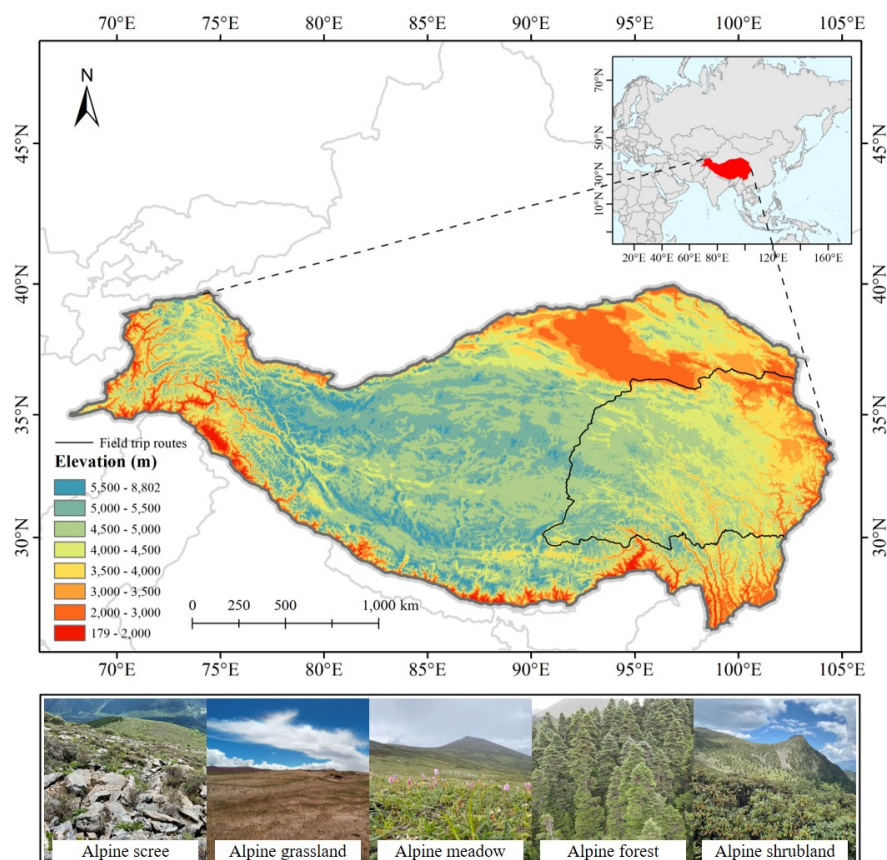 70°E 75°E 80°E 85°E 90°E 95°E 100°E 105°E
N
45°N
40°N
35°N
30°N
70°N
50°N
30°N
10°N
20°E 40°E 60°E 80°E 120°E 160°E
45°N
40°N
35°N
30°N
Field trip routes
Elevation (m)
5,500 - 8,802
5,000 - 5,500
4,500 - 5,000
4,000 - 4,500
3,500 - 4,000
3,000 - 3,500
2,000 - 3,000
179 - 2,000
0 250 500 1,000 km
70°E 75°E 80°E 85°E 90°E 95°E 100°E 105°E
Alpine scree Alpine grassland Alpine meadow Alpine forest Alpine shrubland